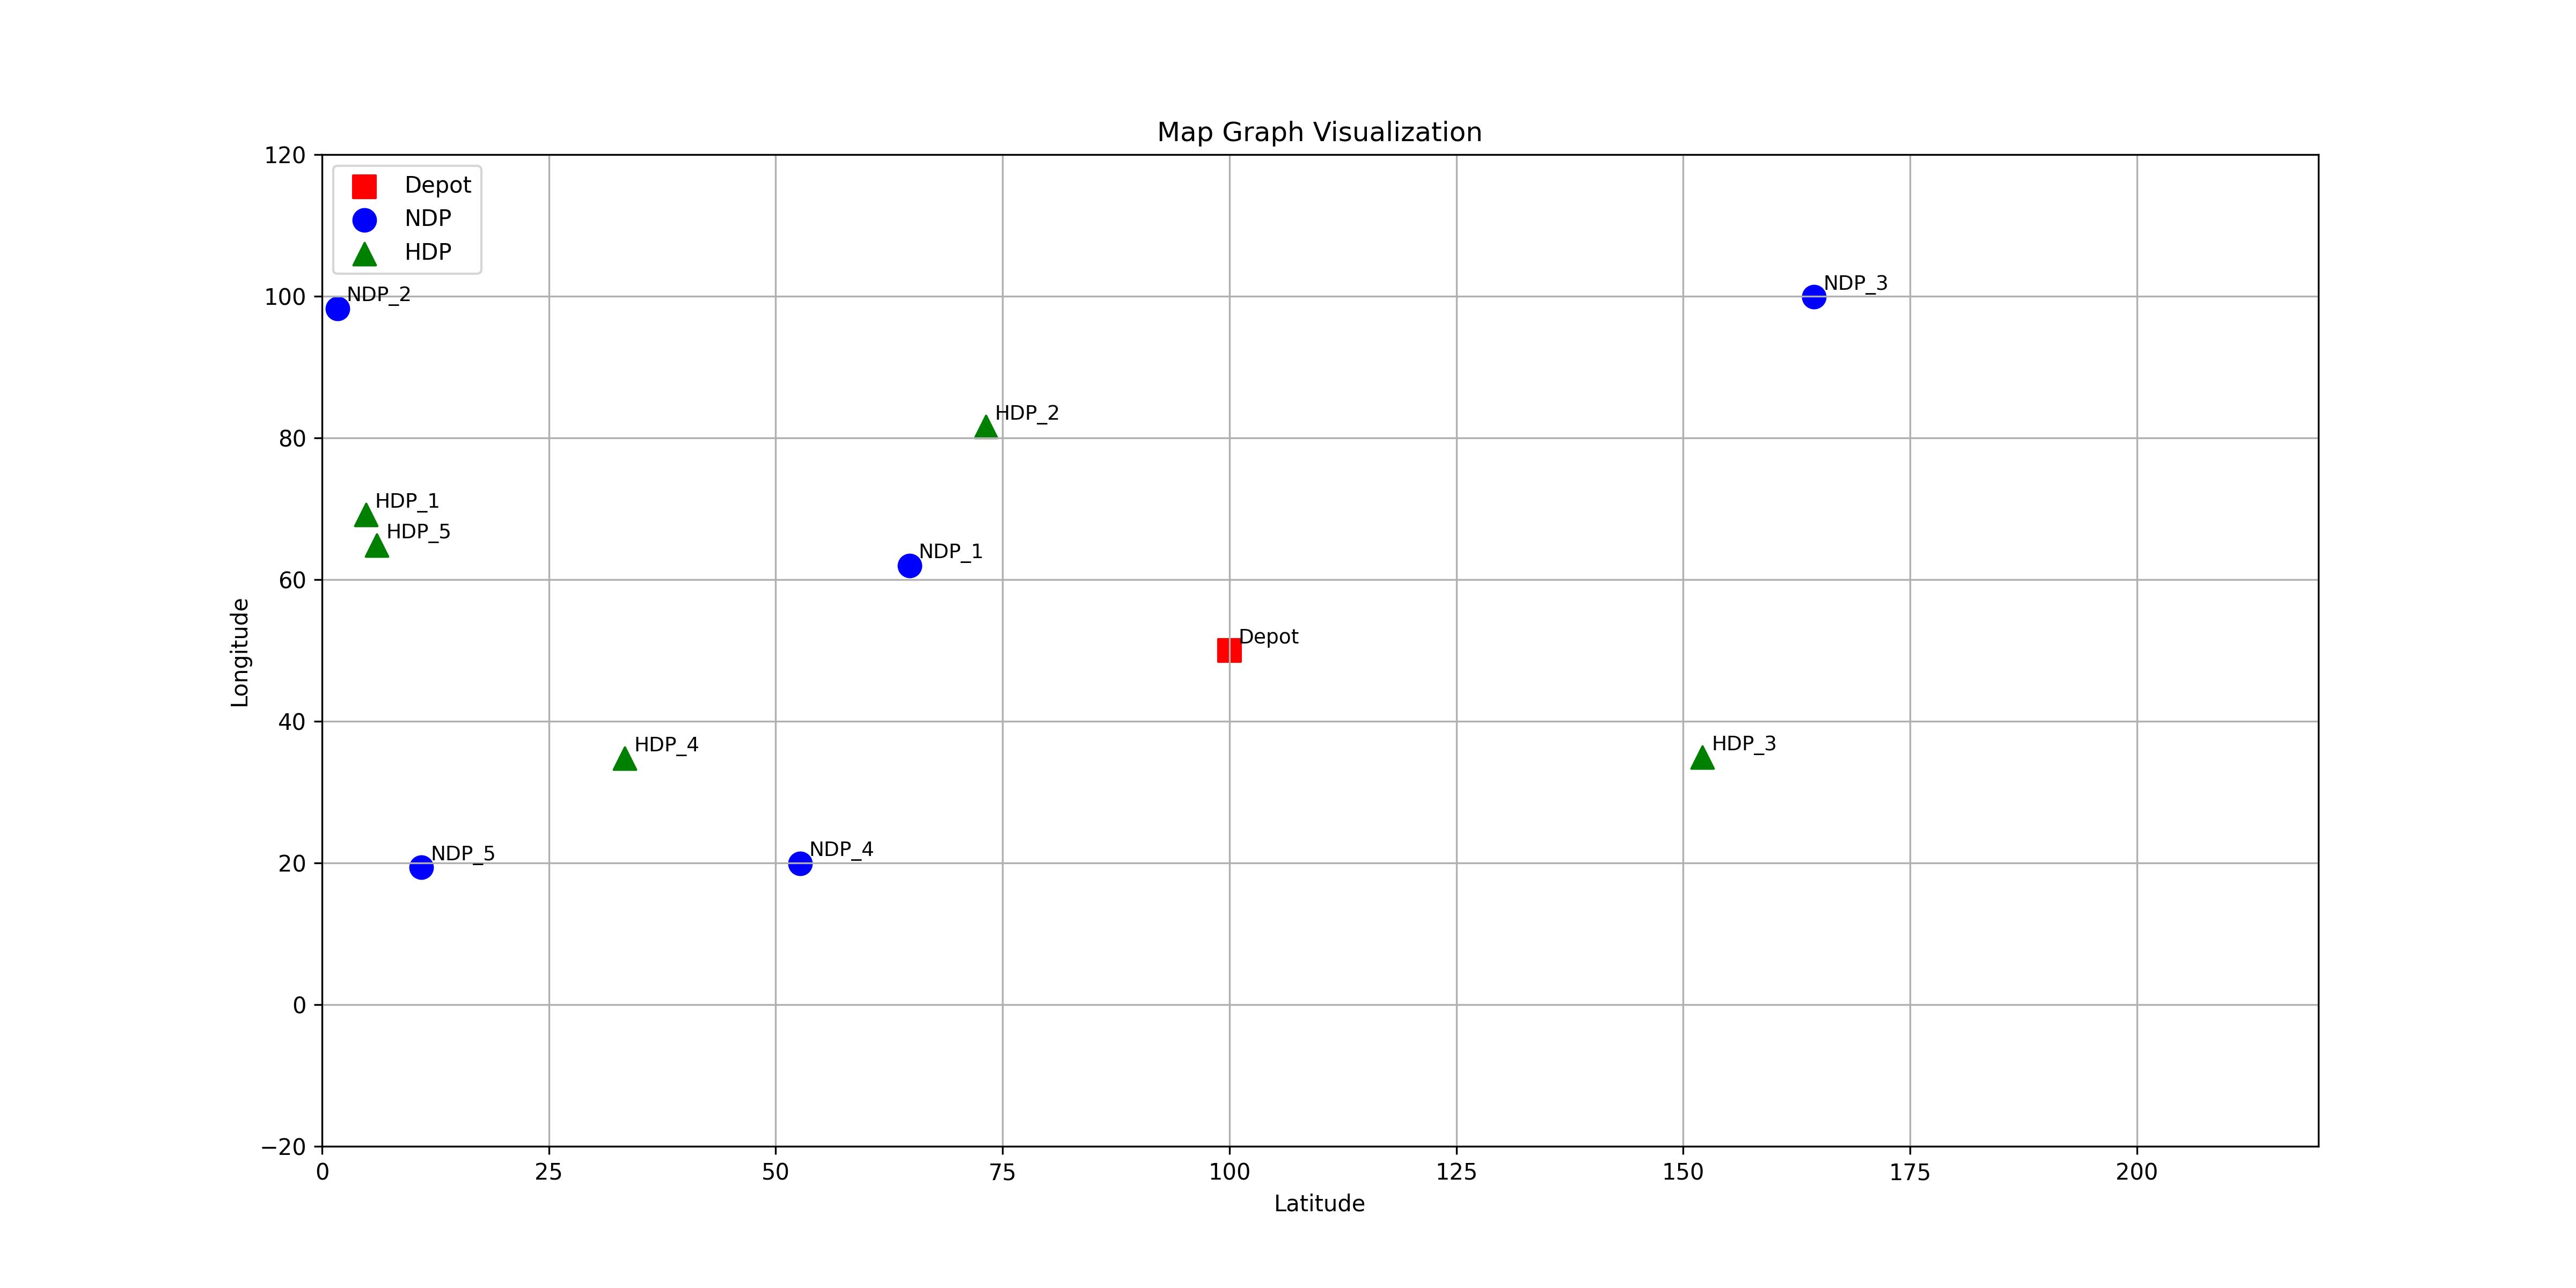 Map Graph Visualization
Depot
NDP
HDP
NDP_2
NDP_3
HDP_2
HDP_1
HDP_5
NDP_1
Depot
HDP_4
HDP_3
NDP_5
NDP_4
120
100
80
60
40
20
0
−20
Longitude
0 25 50 75 100 125 150 175 200
Latitude